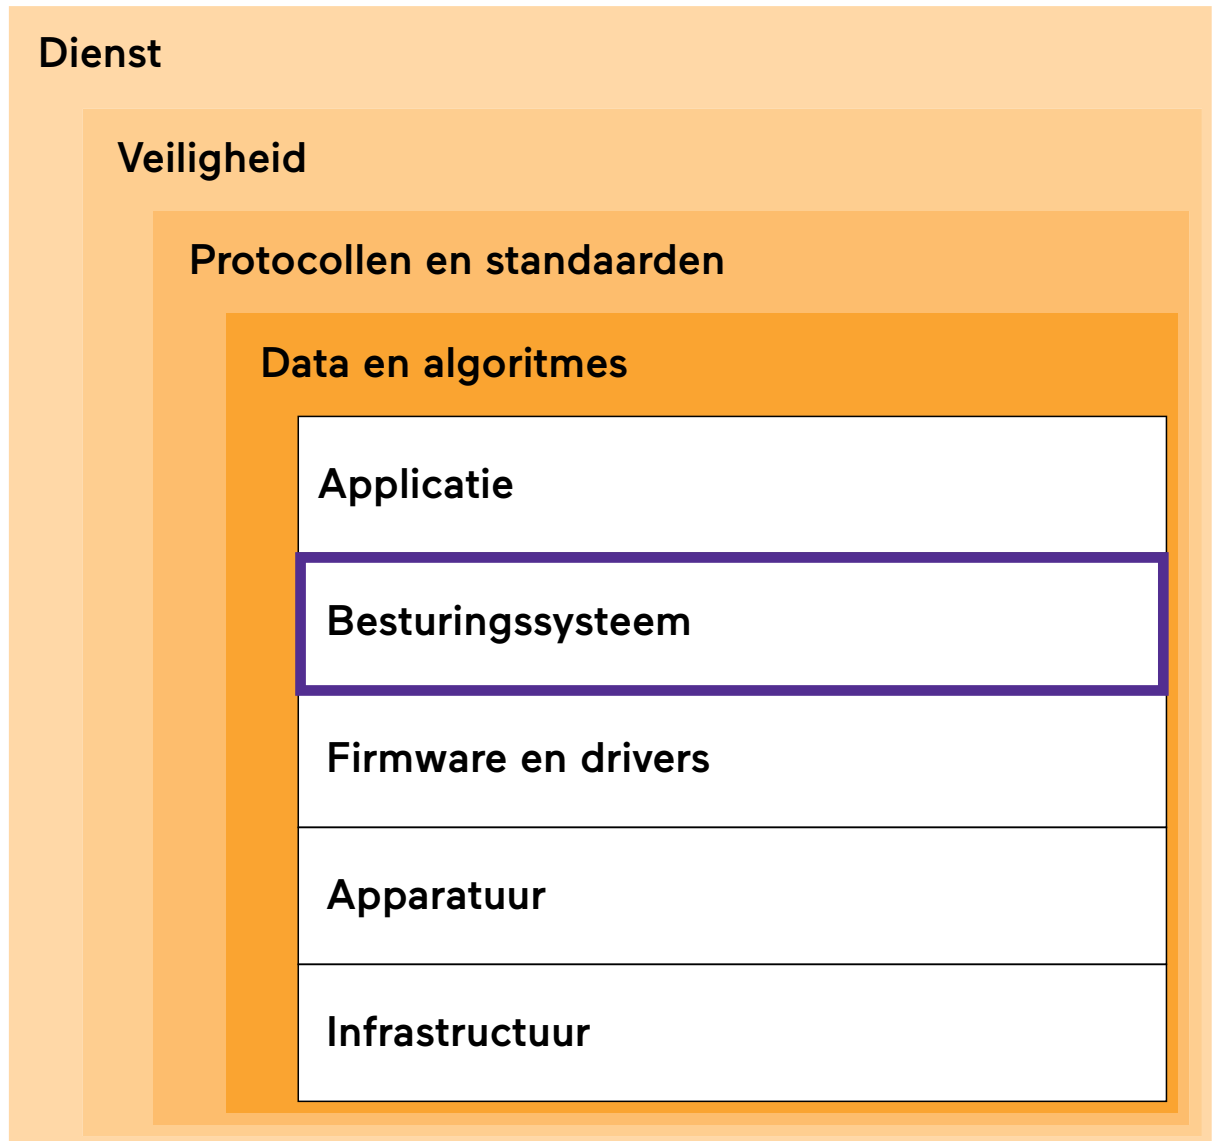 Dienst
Veiligheid
Protocollen en standaarden
Data en algoritmes
Applicatie
Besturingssysteem
Firmware en drivers
Apparatuur
Infrastructuur